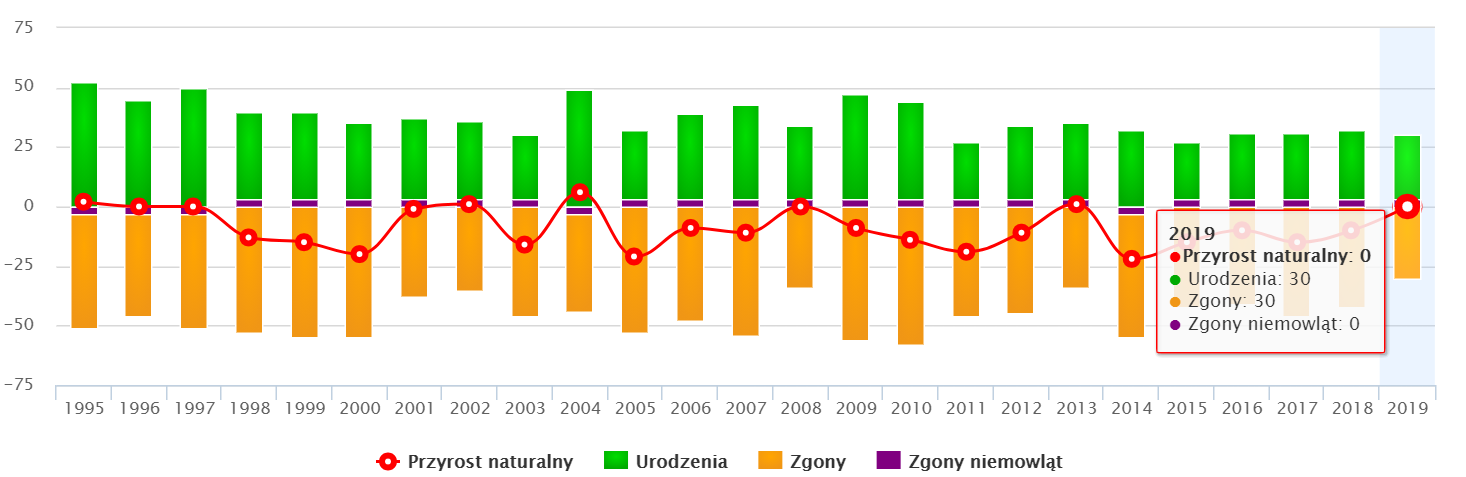 75
50
25
0
−25
−50
−75
2019
Przyrost naturalny: 0
Urodzenia: 30
Zgony: 30
Zgony niemowląt: 0
1995 1996 1997 1998 1999 2000 2001 2002 2003 2004 2005 2006 2007 2008 2009 2010 2011 2012 2013 2014 2015 2016 2017 2018 2019
Przyrost naturalny Urodzenia Zgony Zgony niemowląt